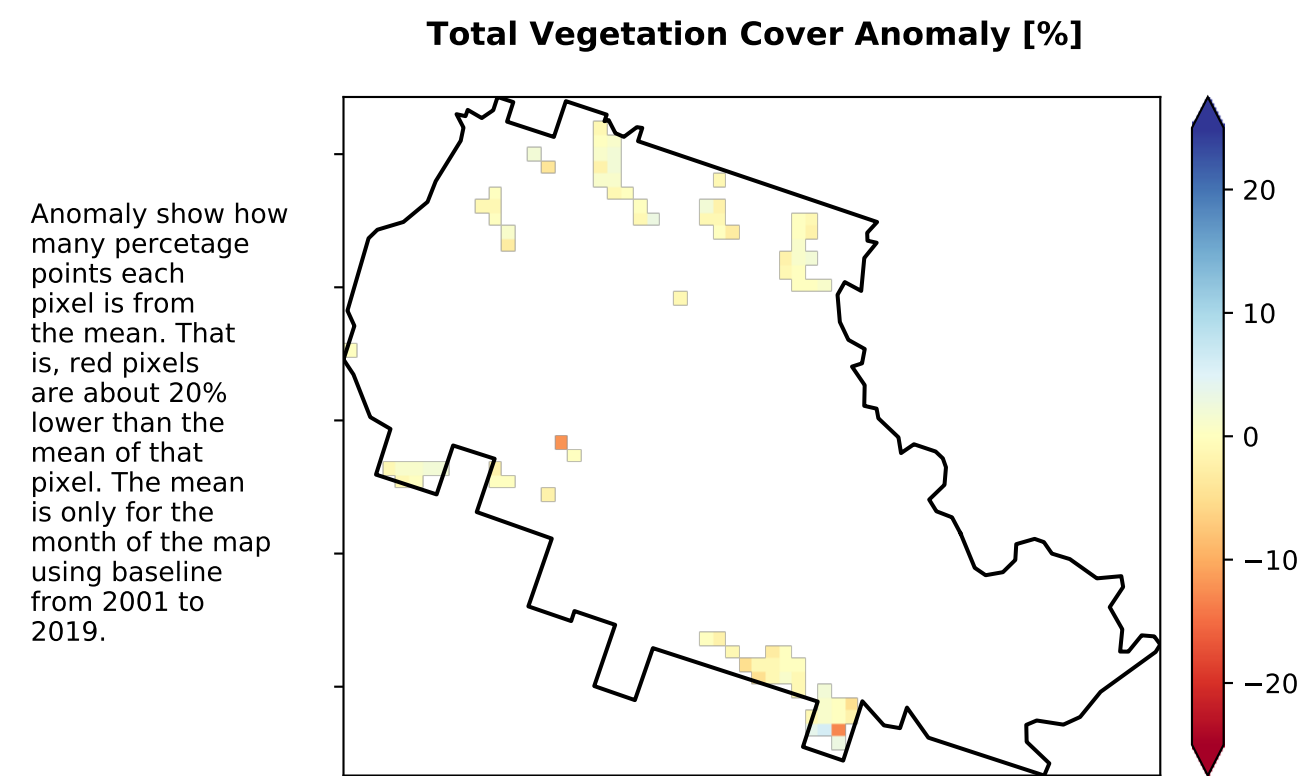 Total Vegetation Cover Anomaly [%]
Anomaly show how
many percetage
points each
pixel is from
the mean. That
is, red pixels
are about 20%
lower than the
mean of that
pixel. The mean
is only for the
month of the map
using baseline
from 2001 to
2019.
20
10
0
−10
−20